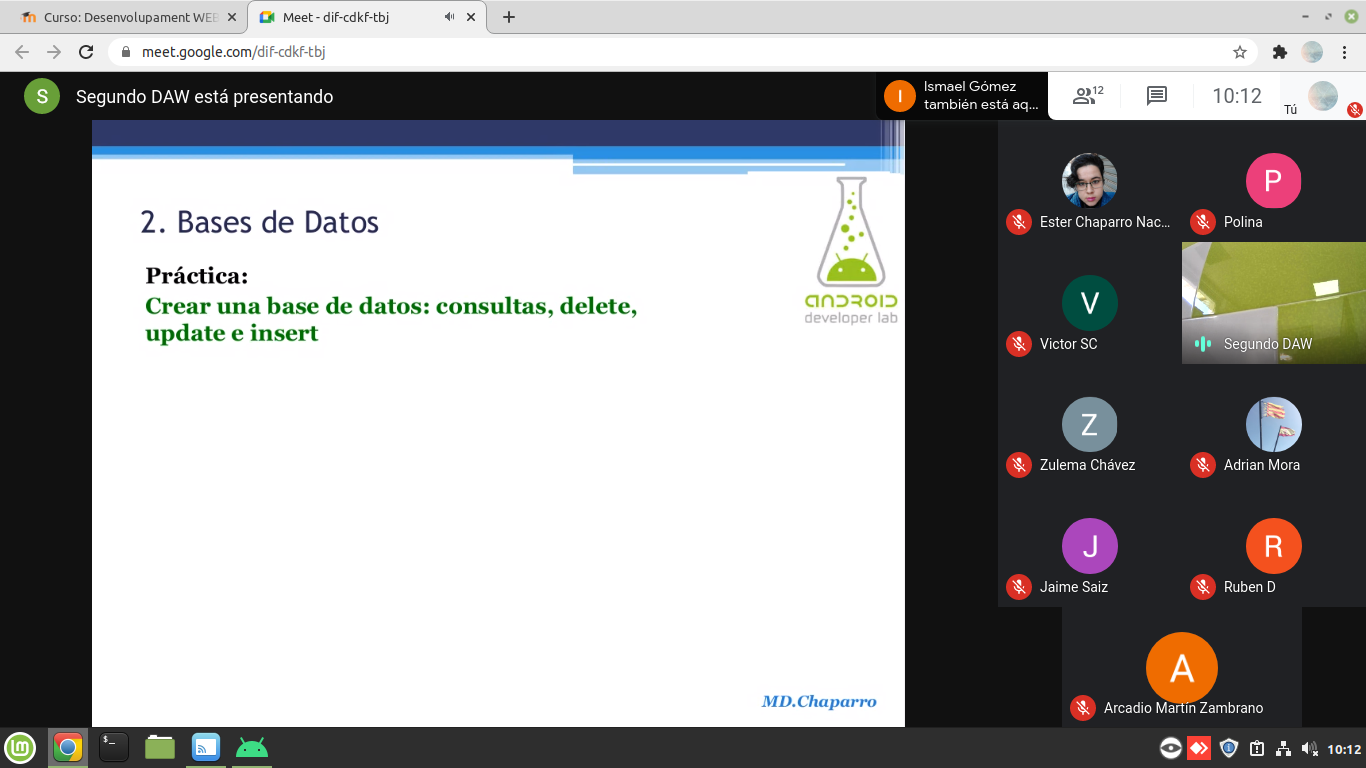 Curso: Desenvolupament WEB
Meet - dif-cdkf-tbj
meet.google.com/dif-cdkf-tbj
S
Segundo DAW está presentando
I
Ismael Gómez
también está aq...
12
10:12
Tú
2. Bases de Datos
Práctica:
Crear una base de datos: consultas, delete,
update e insert
ANDROID
developer lab
MD.Chaparro
Ester Chaparro Nac...
P
Polina
V
Victor SC
Segundo DAW
Z
Zulema Chávez
Adrian Mora
J
Jaime Saiz
R
Ruben D
A
Arcadio Martín Zambrano
10:12